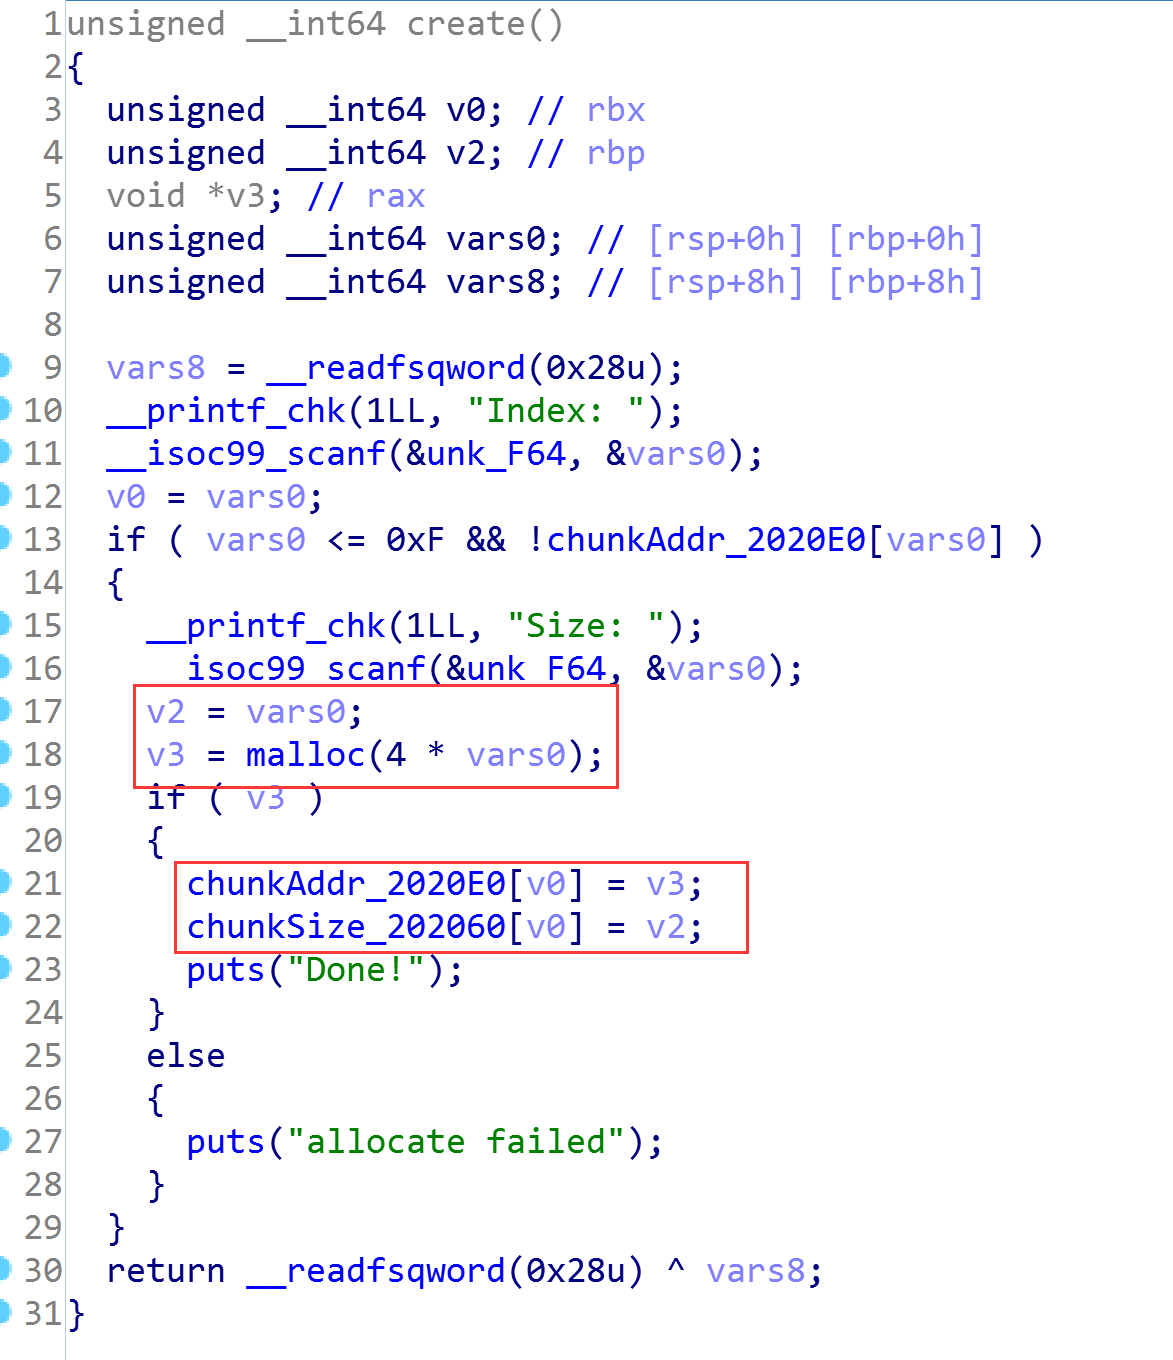 1 unsigned __int64 create()
2 {
3   unsigned __int64 v0; // rbx
4   unsigned __int64 v2; // rbp
5   void *v3; // rax
6   unsigned __int64 vars0; // [rsp+0h] [rbp+0h]
7   unsigned __int64 vars8; // [rsp+8h] [rbp+8h]
8
9   vars8 = __readfsqword(0x28u);
10   __printf_chk(1LL, "Index: ");
11   __isoc99_scanf(&unk_F64, &vars0);
12   v0 = vars0;
13   if ( vars0 <= 0xF && !chunkAddr_2020E0[vars0] )
14   {
15     __printf_chk(1LL, "Size: ");
16     __isoc99_scanf(&unk_F64, &vars0);
17     v2 = vars0;
18     v3 = malloc(4 * vars0);
19     if ( v3 )
20     {
21       chunkAddr_2020E0[v0] = v3;
22       chunkSize_202060[v0] = v2;
23       puts("Done!");
24     }
25     else
26     {
27       puts("allocate failed");
28     }
29   }
30   return __readfsqword(0x28u) ^ vars8;
31 }